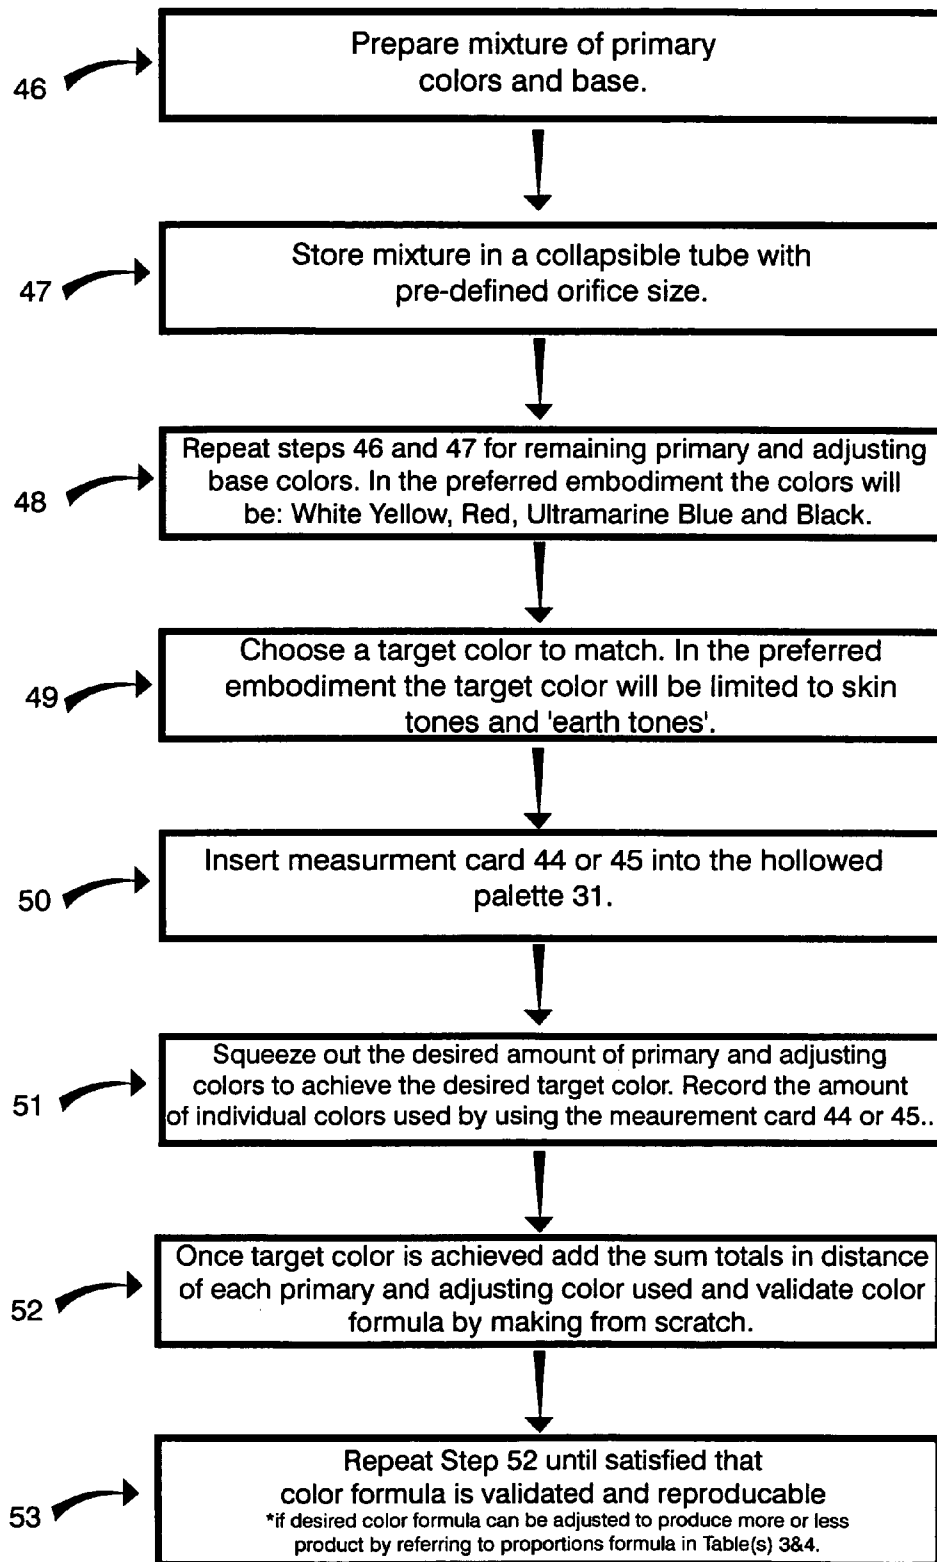 46
Prepare mixture of primary
colors and base.
47
Store mixture in a collapsible tube with
pre-defined orifice size.
48
Repeat steps 46 and 47 for remaining primary and adjusting
base colors. In the preferred embodiment the colors will
be: White Yellow, Red, Ultramarine Blue and Black.
49
Choose a target color to match. In the preferred
embodiment the target color will be limited to skin
tones and 'earth tones'.
50
Insert measurment card 44 or 45 into the hollowed
palette 31.
51
Squeeze out the desired amount of primary and adjusting
colors to achieve the desired target color. Record the amount
of individual colors used by using the meaurement card 44 or 45..
52
Once target color is achieved add the sum totals in distance
of each primary and adjusting color used and validate color
formula by making from scratch.
53
Repeat Step 52 until satisfied that
color formula is validated and reproducable
*if desired color formula can be adjusted to produce more or less
product by referring to proportions formula in Table(s) 3&4.